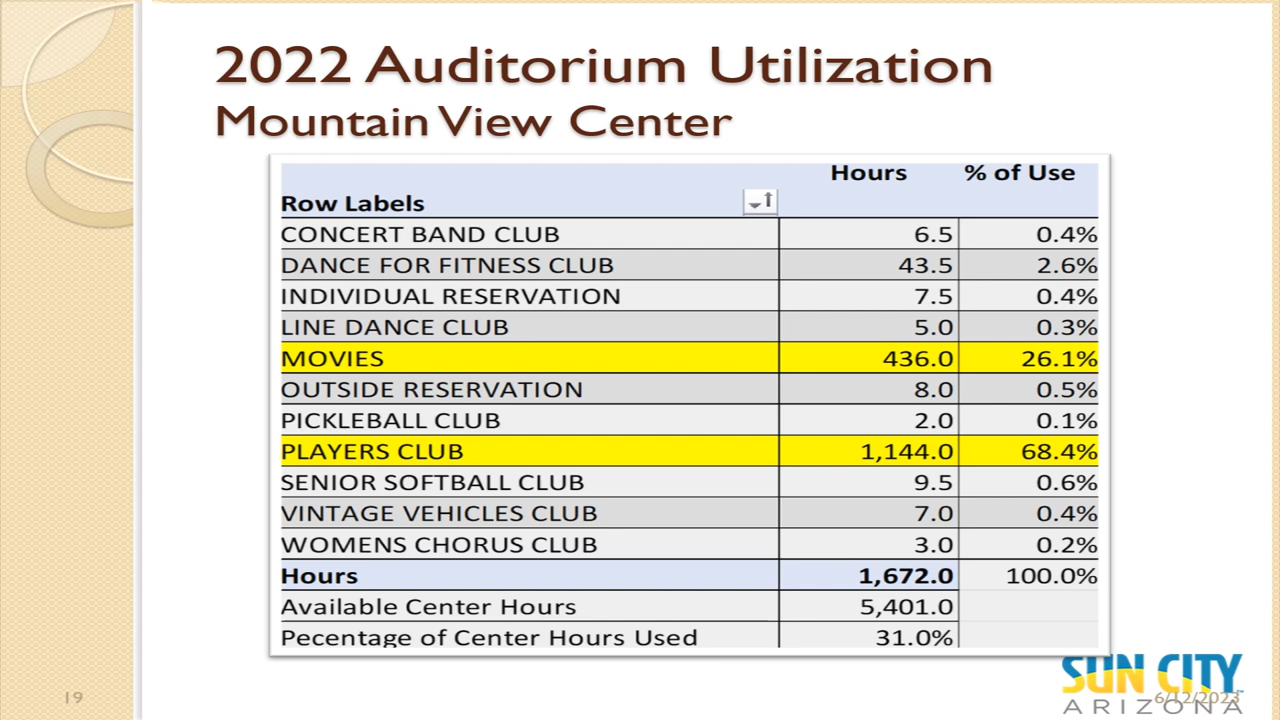 2022 Auditorium Utilization
Mountain View Center
Hours % of Use
Row Labels
CONCERT BAND CLUB 6.5 0.4%
DANCE FOR FITNESS CLUB 43.5 2.6%
INDIVIDUAL RESERVATION 7.5 0.4%
LINE DANCE CLUB 5.0 0.3%
MOVIES 436.0 26.1%
OUTSIDE RESERVATION 8.0 0.5%
PICKLEBALL CLUB 2.0 0.1%
PLAYERS CLUB 1,144.0 68.4%
SENIOR SOFTBALL CLUB 9.5 0.6%
VINTAGE VEHICLES CLUB 7.0 0.4%
WOMENS CHORUS CLUB 3.0 0.2%
Hours 1,672.0 100.0%
Available Center Hours 5,401.0
Pecentage of Center Hours Used 31.0%
SUN CITY
ARIZONA
19
6/12/2023